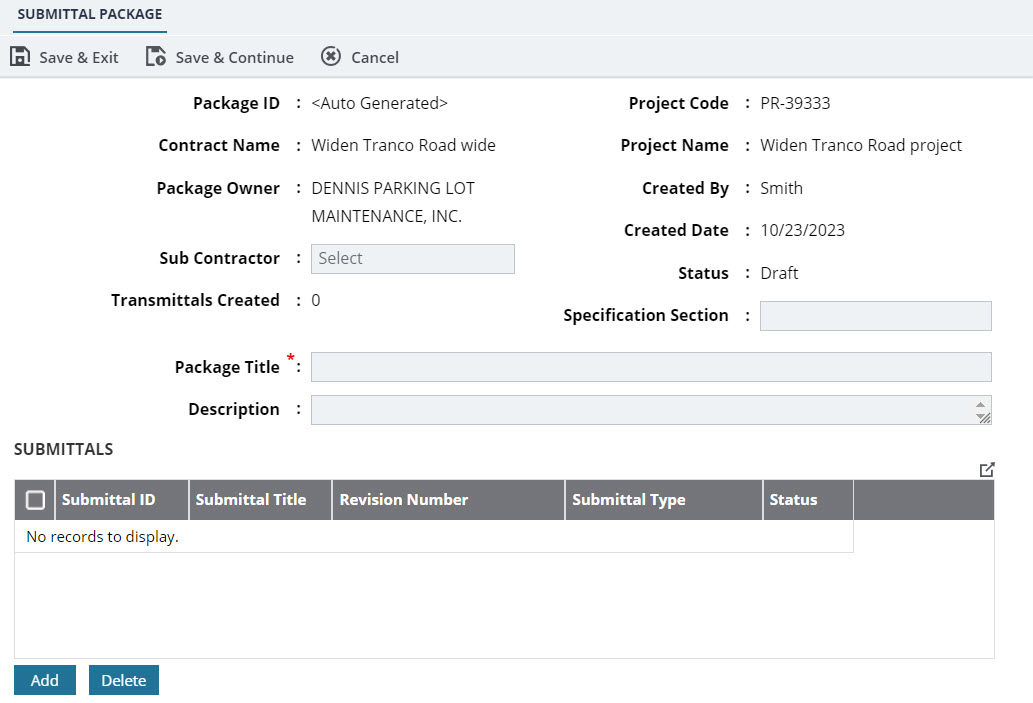 SUBMITTAL PACKAGE
Save & Exit Save & Continue Cancel
Package ID : <Auto Generated>
Contract Name : Widen Tranco Road wide
Package Owner : DENNIS PARKING LOT
MAINTENANCE, INC.
Sub Contractor : Select
Transmittals Created : 0
Project Code : PR-39333
Project Name : Widen Tranco Road project
Created By : Smith
Created Date : 10/23/2023
Status : Draft
Specification Section :
Package Title * :
Description :
SUBMITTALS
Submittal ID Submittal Title Revision Number Submittal Type Status
No records to display.
Add Delete